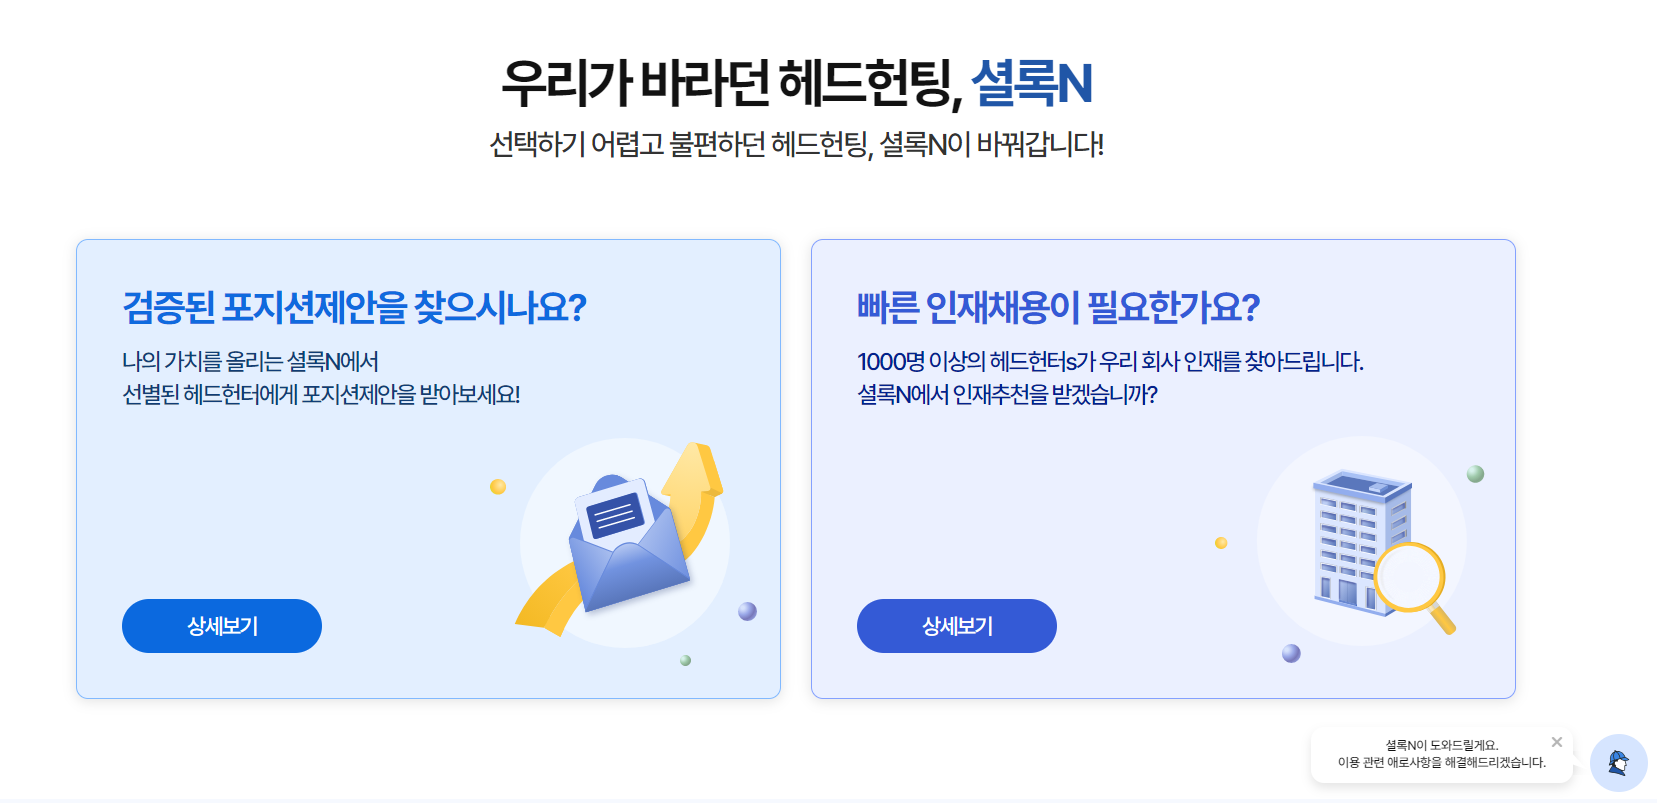 우리가 바라던 헤드헌팅, 셜록N
선택하기 어렵고 불편하던 헤드헌팅, 셜록N이 바꿔갑니다!
검증된 포지션제안을 찾으시나요?
나의 가치를 올리는 셜록N에서
선별된 헤드헌터에게 포지션제안을 받아보세요!
상세보기
빠른 인재채용이 필요한가요?
1000명 이상의 헤드헌터s가 우리 회사 인재를 찾아드립니다.
셜록N에서 인재추천을 받겠습니까?
상세보기
셜록N이 도와드릴게요.
이용 관련 애로사항을 해결해드리겠습니다.